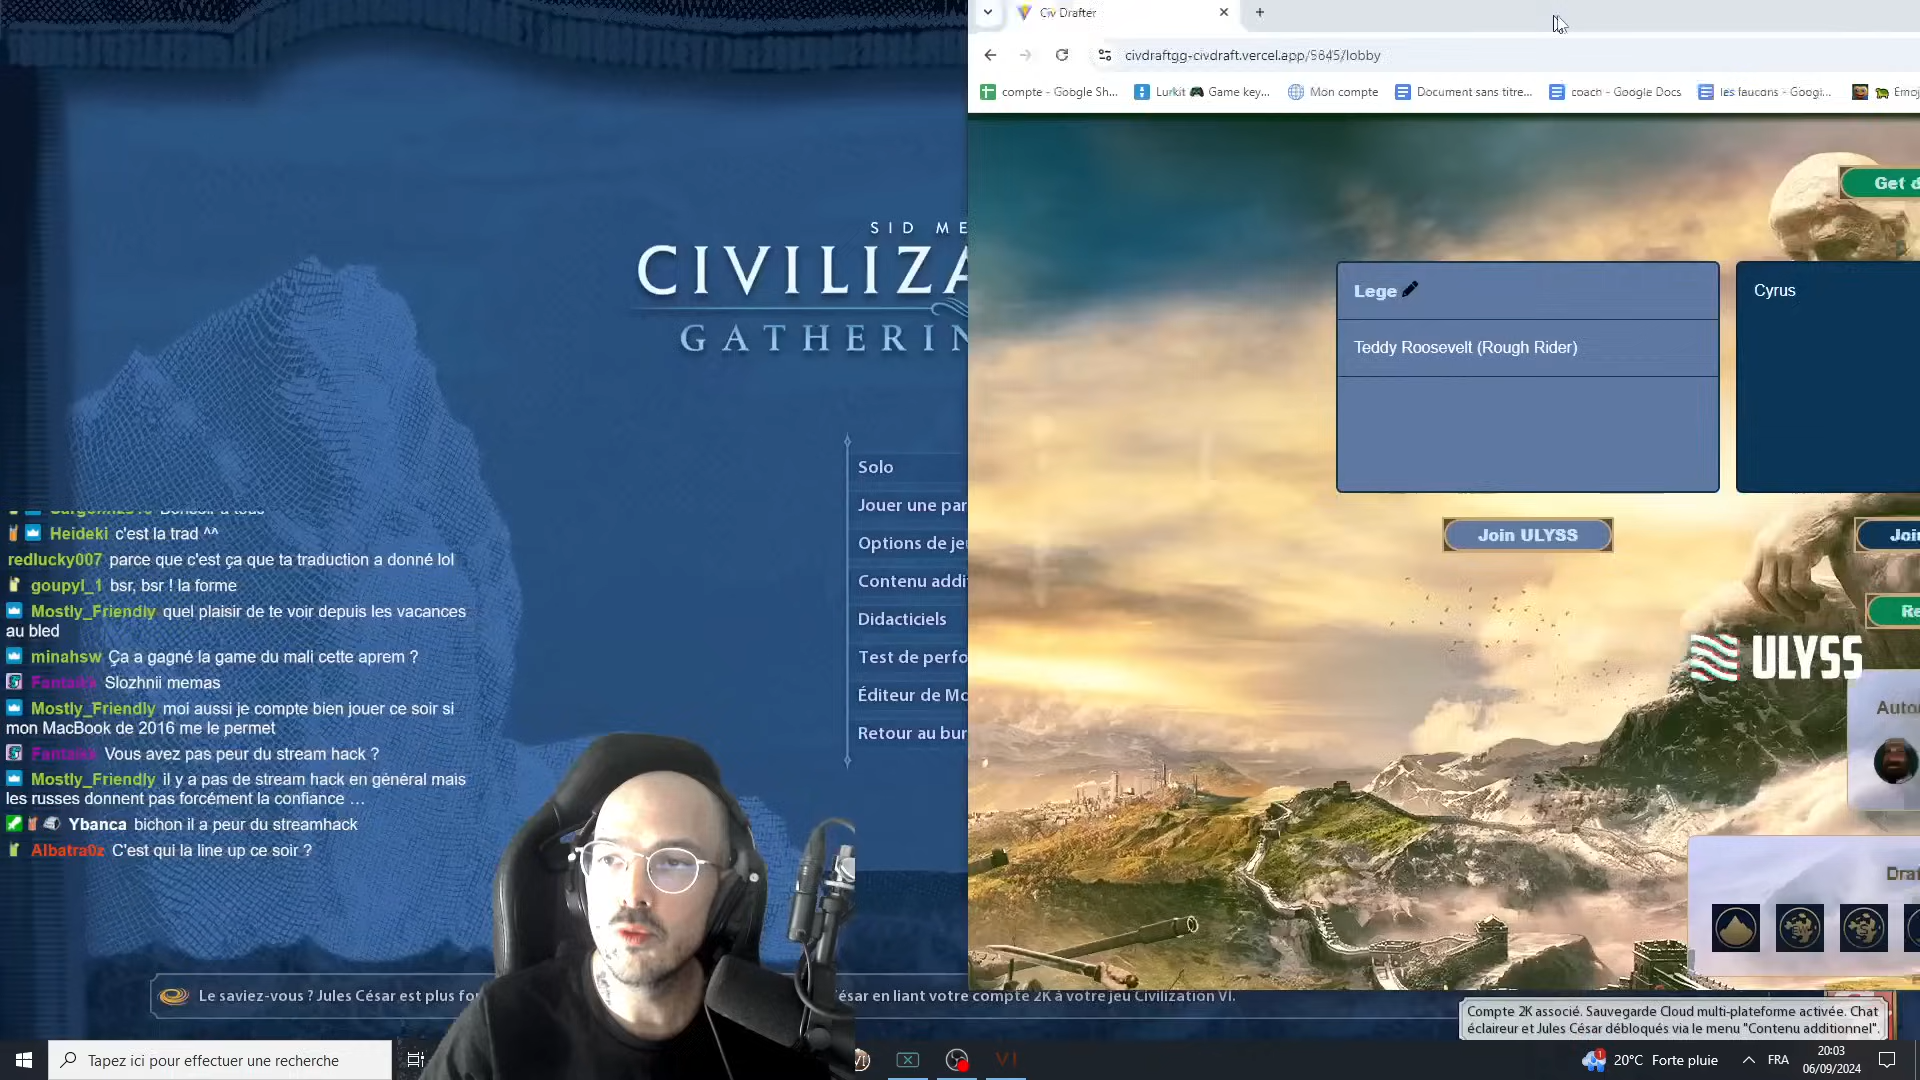 Civ Drafter
civdraftgg-civdraft.vercel.app/5845/lobby
compte - Google Sh...
Lurkit 🎮 Game key...
Mon compte
Document sans titre...
coach - Google Docs
les faucons - Googl...
Emoj
SID ME
CIVILIZA
GATHERIN
Get
Lege
Teddy Roosevelt (Rough Rider)
Cyrus
Join ULYSS
Joi
Re
ULYSS
Auto
Dra
Solo
Jouer une par
Options de je
Contenu addi
Didacticiels
Test de perfo
Éditeur de Mo
Retour au bur
Heideki c'est la trad ^^
redlucky007 parce que c'est ça que ta traduction a donné lol
goupyl_1 bsr, bsr ! la forme
Mostly_Friendly quel plaisir de te voir depuis les vacances
au bled
minahsw Ça a gagné la game du mali cette aprem ?
Slozhnii memas
Mostly_Friendly moi aussi je compte bien jouer ce soir si
mon MacBook de 2016 me le permet
Vous avez pas peur du stream hack ?
Mostly_Friendly il y a pas de stream hack en général mais
les russes donnent pas forcément la confiance …
Ybanca bichon il a peur du streamhack
Albatra0z C'est qui la line up ce soir ?
Le saviez-vous ? Jules César est plus fo
ésar en liant votre compte 2K à votre jeu Civilization VI.
Compte 2K associé. Sauvegarde Cloud multi-plateforme activée. Chat
éclaireur et Jules César débloqués via le menu "Contenu additionnel".
Tapez ici pour effectuer une recherche
VI
1
20°C Forte pluie
FRA
20:03
06/09/2024